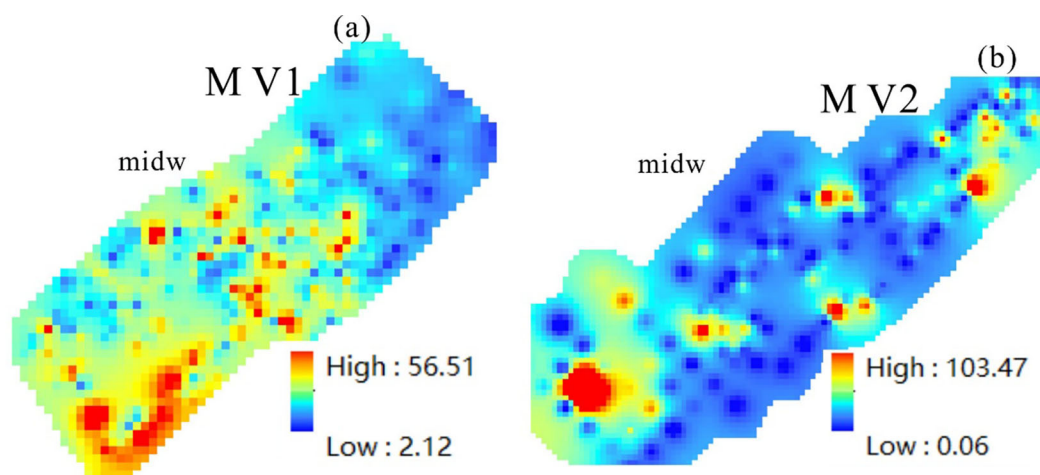 (a)
M V1
midw
High : 56.51
Low : 2.12
(b)
M V2
midw
High : 103.47
Low : 0.06